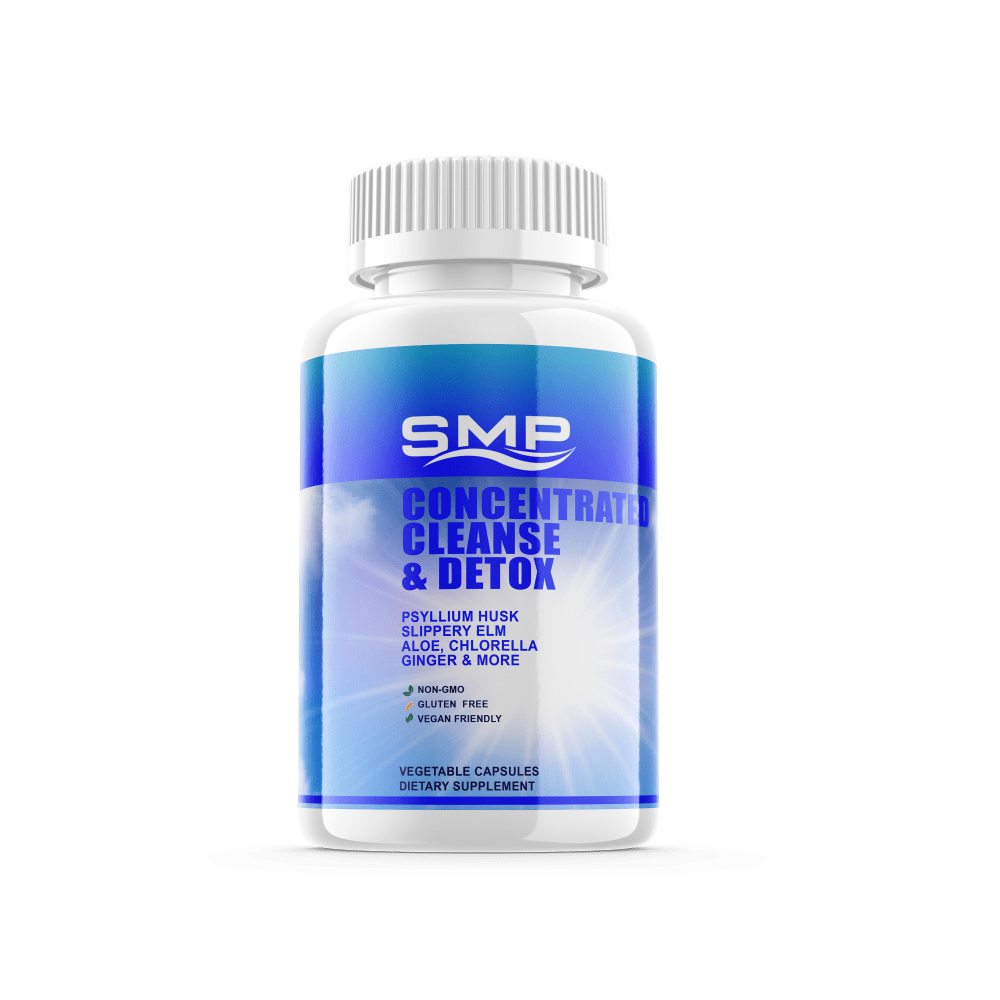 SMP
CONCENTRATED
CLEANSE
& DETOX
PSYLLIUM HUSK
SLIPPERY ELM
ALOE, CHLORELLA
GINGER & MORE
NON-GMO
GLUTEN FREE
VEGAN FRIENDLY
VEGETABLE CAPSULES
DIETARY SUPPLEMENT